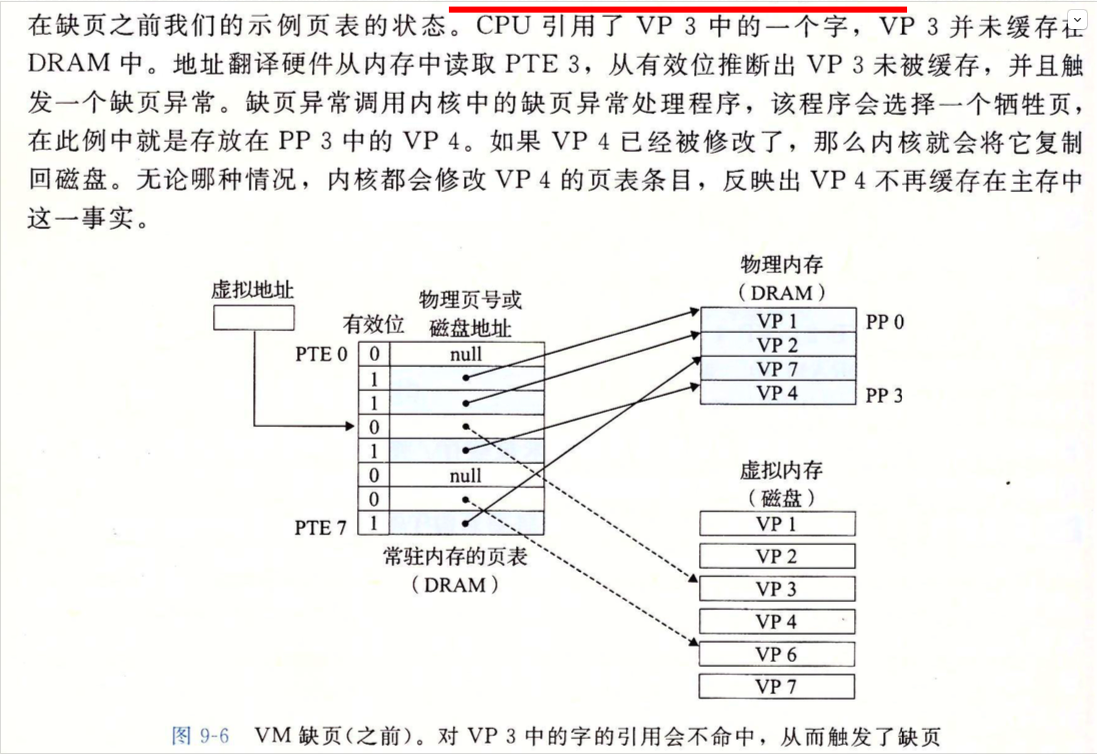 在缺页之前我们的示例页表的状态。CPU 引用了 VP 3 中的一个字，VP 3 并未缓存在
DRAM 中。地址翻译硬件从内存中读取 PTE 3，从有效位推断出 VP 3 未被缓存，并且触
发一个缺页异常。缺页异常调用内核中的缺页异常处理程序，该程序会选择一个牺牲页，
在此例中就是存放在 PP 3 中的 VP 4。如果 VP 4 已经被修改了，那么内核就会将它复制
回磁盘。无论哪种情况，内核都会修改 VP 4 的页表条目，反映出 VP 4 不再缓存在主存中
这一事实。
虚拟地址
有效位
物理页号或
磁盘地址
PTE 0
0
null
1
1
0
1
0
null
0
PTE 7
1
常驻内存的页表
（DRAM）
物理内存
（DRAM）
VP 1
PP 0
VP 2
VP 7
VP 4
PP 3
虚拟内存
（磁盘）
VP 1
VP 2
VP 3
VP 4
VP 6
VP 7
图 9-6 VM 缺页(之前)。对 VP 3 中的字的引用会不命中，从而触发了缺页